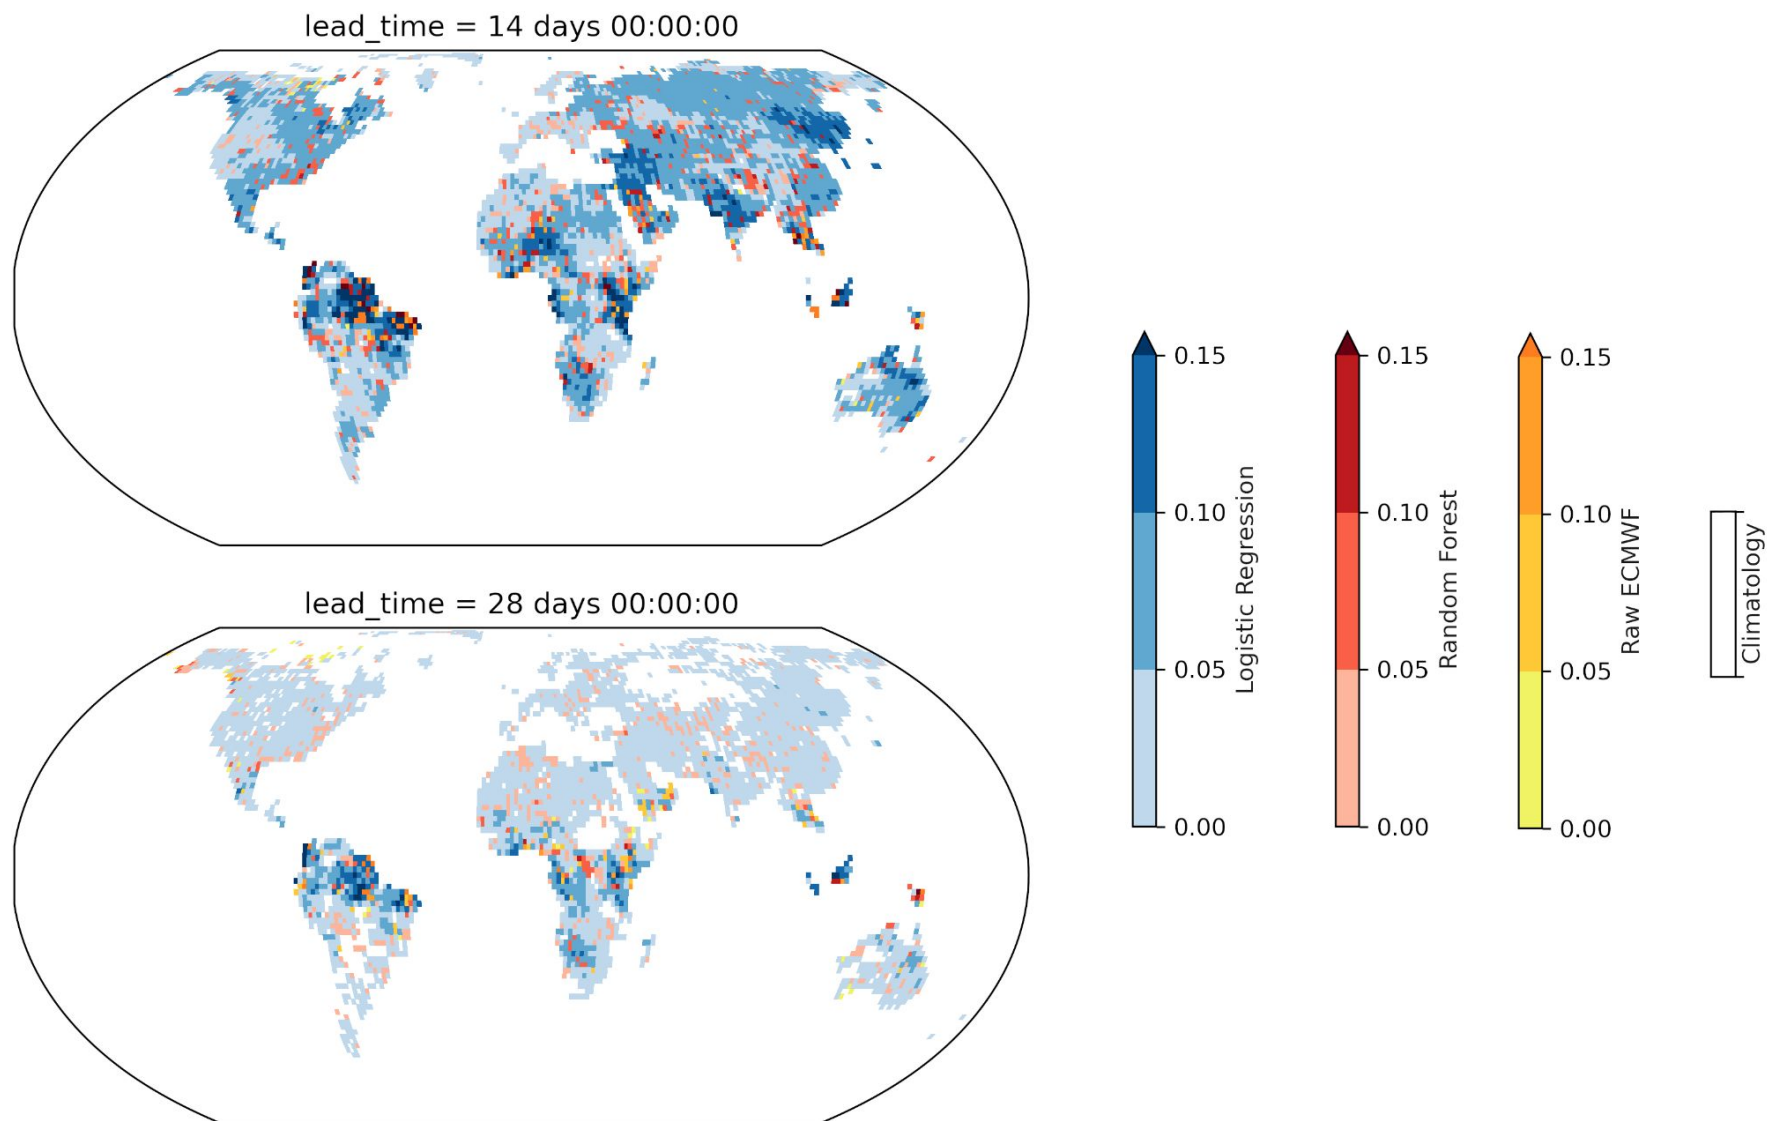 lead_time = 14 days 00:00:00
lead_time = 28 days 00:00:00
0.15
0.10
0.05
0.00
Logistic Regression
0.15
0.10
0.05
0.00
Random Forest
0.15
0.10
0.05
0.00
Raw ECMWF
Climatology